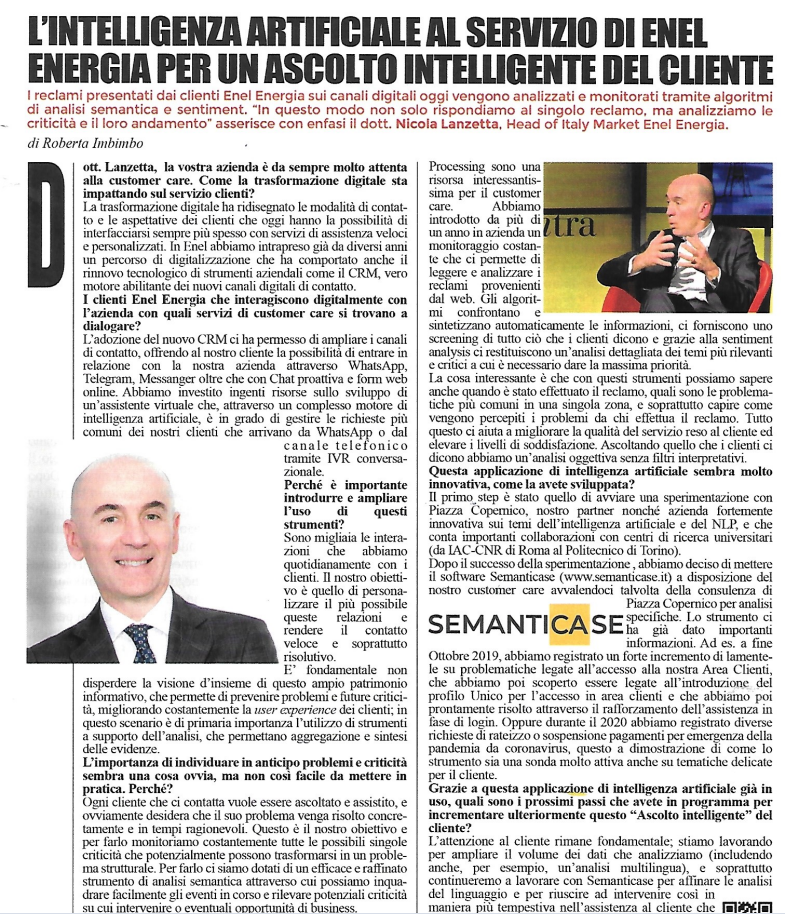 L'INTELLIGENZA ARTIFICIALE AL SERVIZIO DI ENEL
ENERGIA PER UN ASCOLTO INTELLIGENTE DEL CLIENTE
I reclami presentati dai clienti Enel Energia sui canali digitali oggi vengono analizzati e monitorati tramite algoritmi
di analisi semantica e sentiment. "In questo modo non solo rispondiamo al singolo reclamo, ma analizziamo le
criticità e il loro andamento" asserisce con enfasi il dott. Nicola Lanzetta, Head of Italy Market Enel Energia.
di Roberta Imbimbo
Dott. Lanzetta, la vostra azienda è da sempre molto attenta
alla customer care. Come la trasformazione digitale sta
impattando sul servizio clienti?
La trasformazione digitale ha ridisegnato le modalità di contat-
to e le aspettative dei clienti che oggi hanno la possibilità di
interfacciarsi sempre più spesso con servizi di assistenza veloci
e personalizzati. In Enel abbiamo intrapreso già da diversi anni
un percorso di digitalizzazione che ha comportato anche il
rinnovo tecnologico di strumenti aziendali come il CRM, vero
motore abilitante dei nuovi canali digitali di contatto.
I clienti Enel Energia che interagiscono digitalmente con
l'azienda con quali servizi di customer care si trovano a
dialogare?
L'adozione del nuovo CRM ci ha permesso di ampliare i canali
di contatto, offrendo al nostro cliente la possibilità di entrare in
relazione con la nostra azienda attraverso WhatsApp,
Telegram, Messanger oltre che con Chat proattiva e form web
online. Abbiamo investito ingenti risorse sullo sviluppo di
un'assistente virtuale che, attraverso un complesso motore di
intelligenza artificiale, è in grado di gestire le richieste più
comuni dei nostri clienti che arrivano da WhatsApp o dal
canale telefonico
tramite IVR conversa-
zionale.
Perché è importante
introdurre e ampliare
l'uso di questi
strumenti?
Sono migliaia le intera-
zioni che abbiamo
quotidianamente con i
clienti. Il nostro obietti-
vo è quello di persona-
lizzare il più possibile
queste relazioni e
rendere il contatto
veloce e soprattutto
risolutivo.
E' fondamentale non
disperdere la visione d'insieme di questo ampio patrimonio
informativo, che permette di prevenire problemi e future critici-
tà, migliorando costantemente la user experience dei clienti; in
questo scenario è di primaria importanza l'utilizzo di strumenti
a supporto dell'analisi, che permettano aggregazione e sintesi
delle evidenze.
L'importanza di individuare in anticipo problemi e criticità
sembra una cosa ovvia, ma non così facile da mettere in
pratica. Perché?
Ogni cliente che ci contatta vuole essere ascoltato e assistito, e
ovviamente desidera che il suo problema venga risolto concre-
tamente e in tempi ragionevoli. Questo è il nostro obiettivo e
per farlo monitoriamo costantemente tutte le possibili singole
criticità che potenzialmente possono trasformarsi in un proble-
ma strutturale. Per farlo ci siamo dotati di un efficace e raffinato
strumento di analisi semantica attraverso cui possiamo inqua-
drare facilmente gli eventi in corso e rilevare potenziali criticità
su cui intervenire o eventuali opportunità di business.
Processing sono una
risorsa interessantis-
sima per il customer
care. Abbiamo
introdotto da più di
un anno in azienda un
monitoraggio costan-
te che ci permette di
leggere e analizzare i
reclami provenienti
dal web. Gli algorit-
mi confrontano e
sintetizzano automaticamente le informazioni, ci forniscono uno
screening di tutto ciò che i clienti dicono e grazie alla sentiment
analysis ci restituiscono un'analisi dettagliata dei temi più rilevanti
e critici a cui è necessario dare la massima priorità.
La cosa interessante è che con questi strumenti possiamo sapere
anche quando è stato effettuato il reclamo, quali sono le problema-
tiche più comuni in una singola zona, e soprattutto capire come
vengono percepiti i problemi da chi effettua il reclamo. Tutto
questo ci aiuta a migliorare la qualità del servizio reso al cliente ed
elevare i livelli di soddisfazione. Ascoltando quello che i clienti ci
dicono abbiamo un'analisi oggettiva senza filtri interpretativi.
Questa applicazione di intelligenza artificiale sembra molto
innovativa, come la avete sviluppata?
Il primo step è stato quello di avviare una sperimentazione con
Piazza Copernico, nostro partner nonché azienda fortemente
innovativa sui temi dell'intelligenza artificiale e del NLP, e che
conta importanti collaborazioni con centri di ricerca universitari
(da IAC-CNR di Roma al Politecnico di Torino).
Dopo il successo della sperimentazione , abbiamo deciso di mettere
il software Semanticase (www.semanticase.it) a disposizione del
nostro customer care avvalendoci talvolta della consulenza di
SEMANTICASE
Piazza Copernico per analisi
specifiche. Lo strumento ci
ha già dato importanti
informazioni. Ad es. a fine
Ottobre 2019, abbiamo registrato un forte incremento di lamente-
le su problematiche legate all'accesso alla nostra Area Clienti,
che abbiamo poi scoperto essere legate all'introduzione del
profilo Unico per l'accesso in area clienti e che abbiamo poi
prontamente risolto attraverso il rafforzamento dell'assistenza in
fase di login. Oppure durante il 2020 abbiamo registrato diverse
richieste di rateizzo o sospensione pagamenti per emergenza della
pandemia da coronavirus, questo a dimostrazione di come lo
strumento sia una sonda molto attiva anche su tematiche delicate
per il cliente.
Grazie a questa applicazione di intelligenza artificiale già in
uso, quali sono i prossimi passi che avete in programma per
incrementare ulteriormente questo "Ascolto intelligente" del
cliente?
L'attenzione al cliente rimane fondamentale; stiamo lavorando
per ampliare il volume dei dati che analizziamo (includendo
anche, per esempio, un'analisi multilingua), e soprattutto
continueremo a lavorare con Semanticase per affinare le analisi
del linguaggio e per riuscire ad intervenire così in
maniera più tempestiva nell'assistenza al cliente che